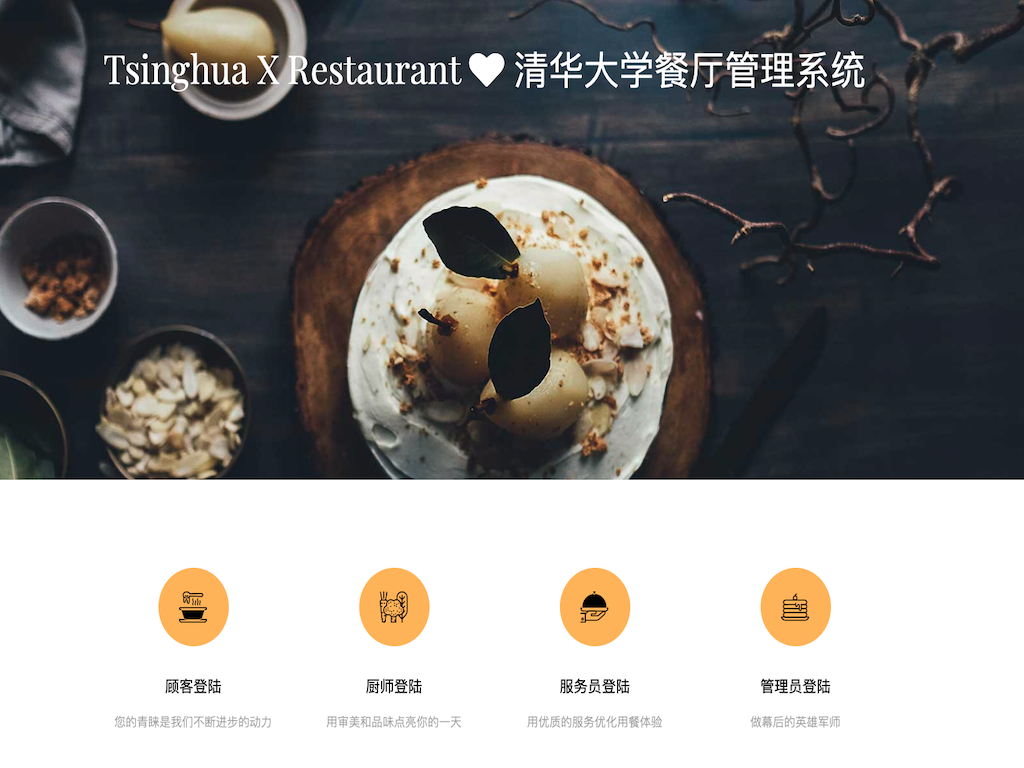 Tsinghua X Restaurant ♥ 清华大学餐厅管理系统
顾客登陆
您的青睐是我们不断进步的动力
厨师登陆
用审美和品味点亮你的一天
服务员登陆
用优质的服务优化用餐体验
管理员登陆
做幕后的英雄军师